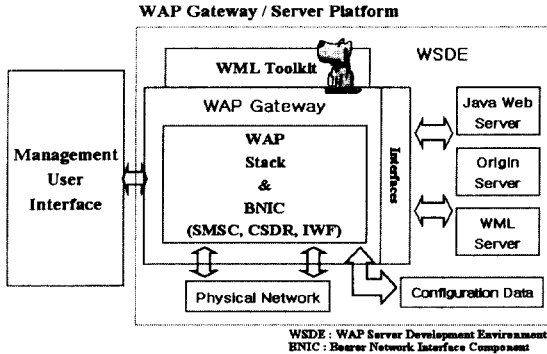 WAP Gateway / Server Platform
WSDE
WML Toolkit
WAP Gateway
WAP
Stack
&
BNIC
(SMSC, CSDR, IWF)
Interfaces
Management
User
Interface
Java Web
Server
Origin
Server
WML
Server
Physical Network
Configuration Data
WSDE : WAP Server Development Environment
BNIC : Bearer Network Interface Component